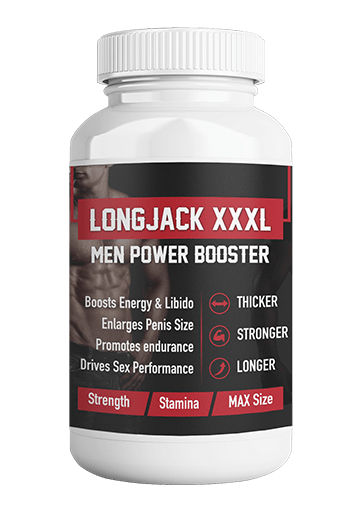 LONGJACK XXXL
MEN POWER BOOSTER
Boosts Energy & Libido
Enlarges Penis Size
Promotes endurance
Drives Sex Performance
THICKER
STRONGER
LONGER
Strength
Stamina
MAX Size